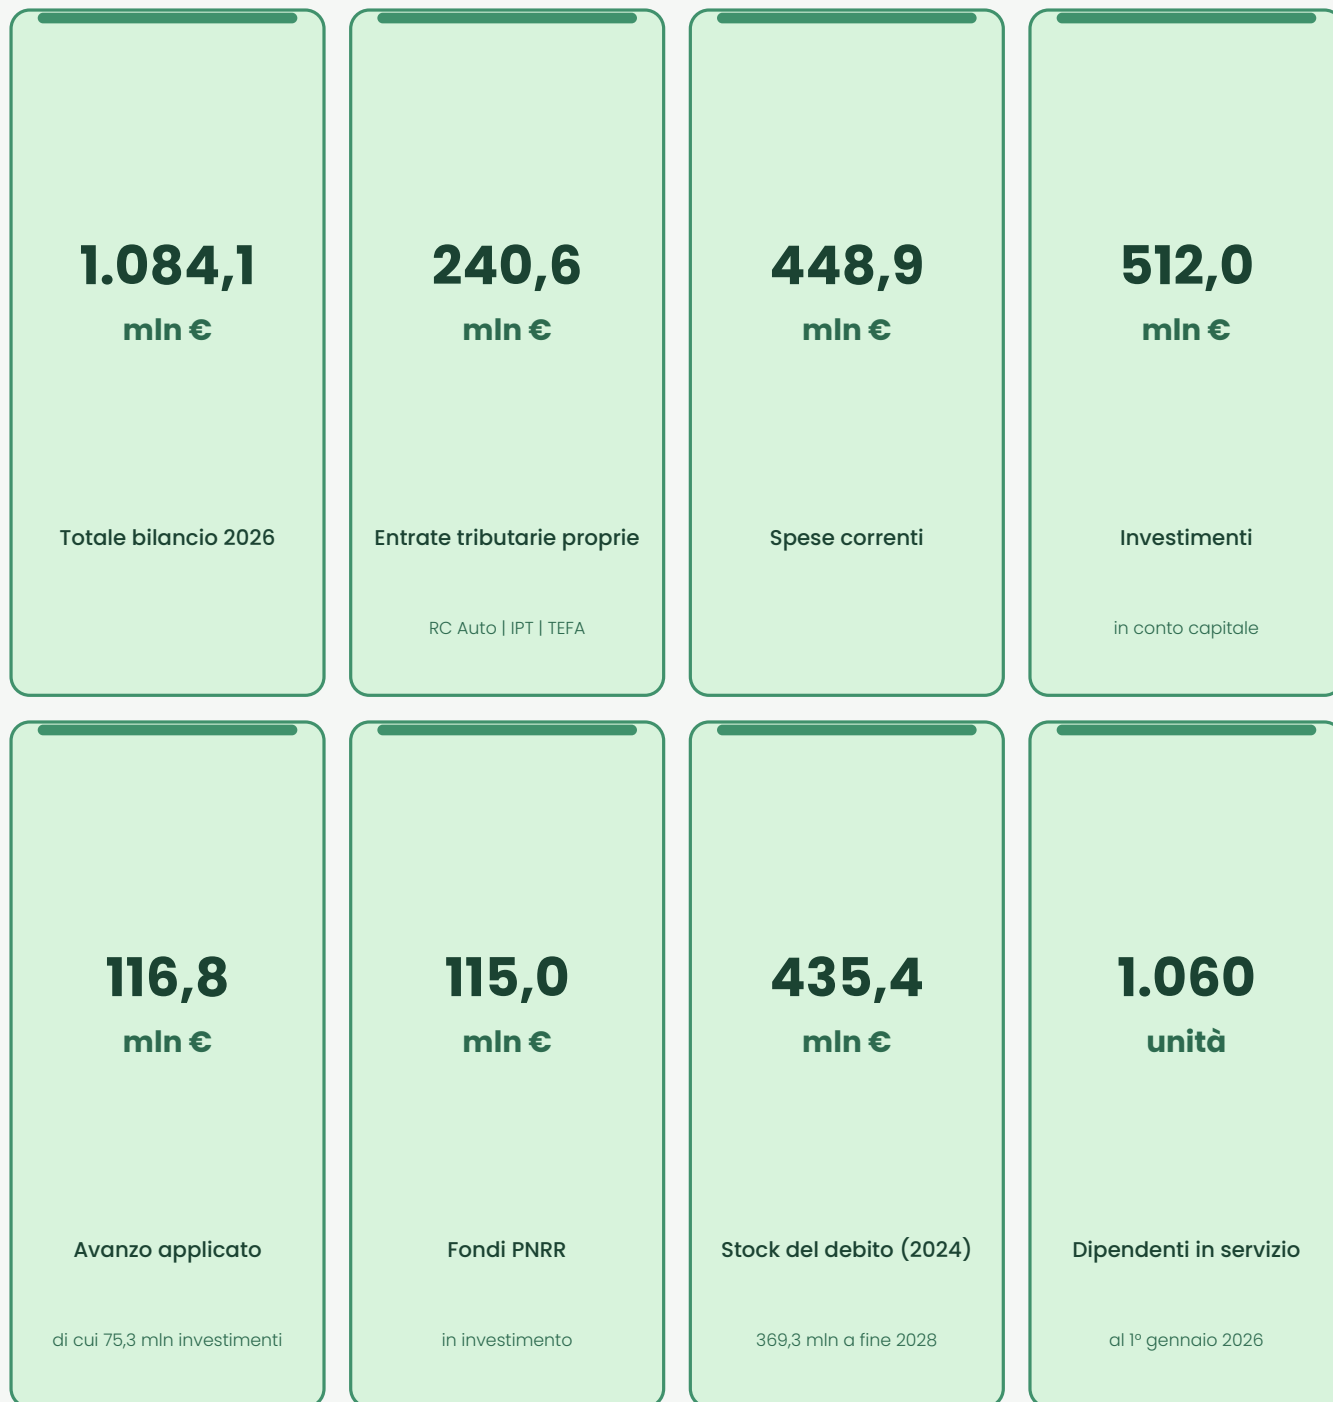 1.084,1
mln €
Totale bilancio 2026
240,6
mln €
Entrate tributarie proprie
RC Auto | IPT | TEFA
448,9
mln €
Spese correnti
512,0
mln €
Investimenti
in conto capitale
116,8
mln €
Avanzo applicato
di cui 75,3 mln investimenti
115,0
mln €
Fondi PNRR
in investimento
435,4
mln €
Stock del debito (2024)
369,3 mln a fine 2028
1.060
unità
Dipendenti in servizio
al 1° gennaio 2026